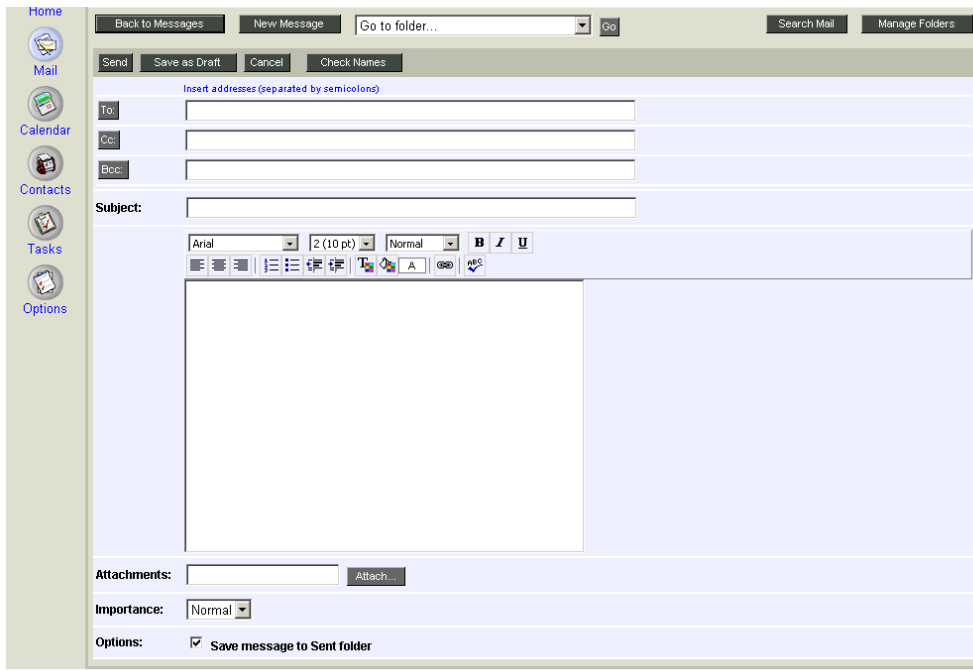 Home
Mail
Calendar
Contacts
Tasks
Options
Back to Messages New Message Go to folder... Go Search Mail Manage Folders
Send Save as Draft Cancel Check Names
Insert addresses (separated by semicolons)
To:
Cc:
Bcc:
Subject:
Arial 2 (10 pt) Normal B I U
T A ABC
Attachments: Attach...
Importance: Normal
Options: Save message to Sent folder